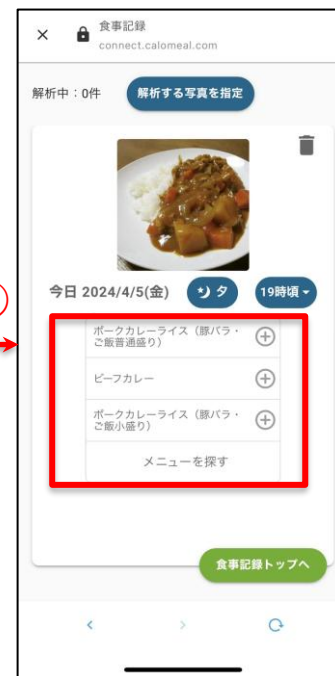 食事記録
connect.calomeal.com
解析中：0件
解析する写真を指定
今日 2024/4/5(金)
夕
19時頃
ポークカレーライス（豚バラ・
ご飯普通盛り）
ビーフカレー
ポークカレーライス（豚バラ・
ご飯小盛り）
メニューを探す
食事記録トップへ